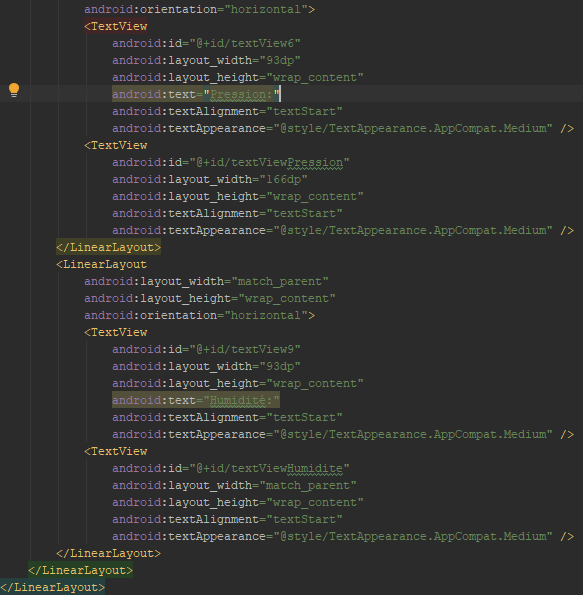 android:orientation="horizontal">
<TextView
android:id="@+id/textView6"
android:layout_width="93dp"
android:layout_height="wrap_content"
android:text="Pression:"
android:textAlignment="textStart"
android:textAppearance="@style/TextAppearance.AppCompat.Medium" />
<TextView
android:id="@+id/textViewPression"
android:layout_width="166dp"
android:layout_height="wrap_content"
android:textAlignment="textStart"
android:textAppearance="@style/TextAppearance.AppCompat.Medium" />
</LinearLayout>
<LinearLayout
android:layout_width="match_parent"
android:layout_height="wrap_content"
android:orientation="horizontal">
<TextView
android:id="@+id/textView9"
android:layout_width="93dp"
android:layout_height="wrap_content"
android:text="Humidité:"
android:textAlignment="textStart"
android:textAppearance="@style/TextAppearance.AppCompat.Medium" />
<TextView
android:id="@+id/textViewHumidite"
android:layout_width="match_parent"
android:layout_height="wrap_content"
android:textAlignment="textStart"
android:textAppearance="@style/TextAppearance.AppCompat.Medium" />
</LinearLayout>
</LinearLayout>
</LinearLayout>